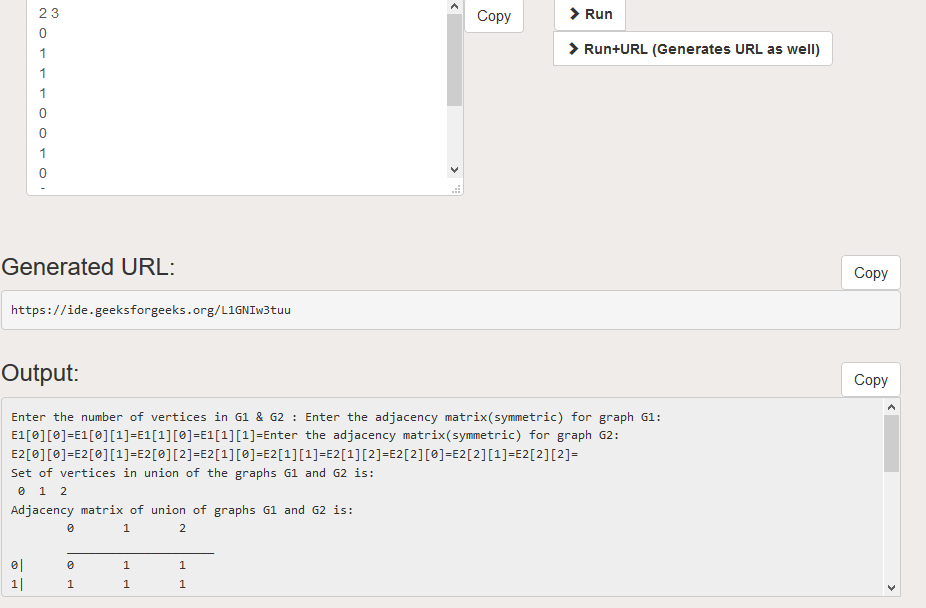 2 3
0
1
1
1
0
0
1
0
Copy
Run
Run+URL (Generates URL as well)
Generated URL:
Copy
https://ide.geeksforgeeks.org/L1GNIw3tuu
Output:
Copy
Enter the number of vertices in G1 & G2 : Enter the adjacency matrix(symmetric) for graph G1:
E1[0][0]=E1[0][1]=E1[1][0]=E1[1][1]=Enter the adjacency matrix(symmetric) for graph G2:
E2[0][0]=E2[0][1]=E2[0][2]=E2[1][0]=E2[1][1]=E2[1][2]=E2[2][0]=E2[2][1]=E2[2][2]=
Set of vertices in union of the graphs G1 and G2 is:
0 1 2
Adjacency matrix of union of graphs G1 and G2 is:
0 1 2
_____________________
0| 0 1 1
1| 1 1 1